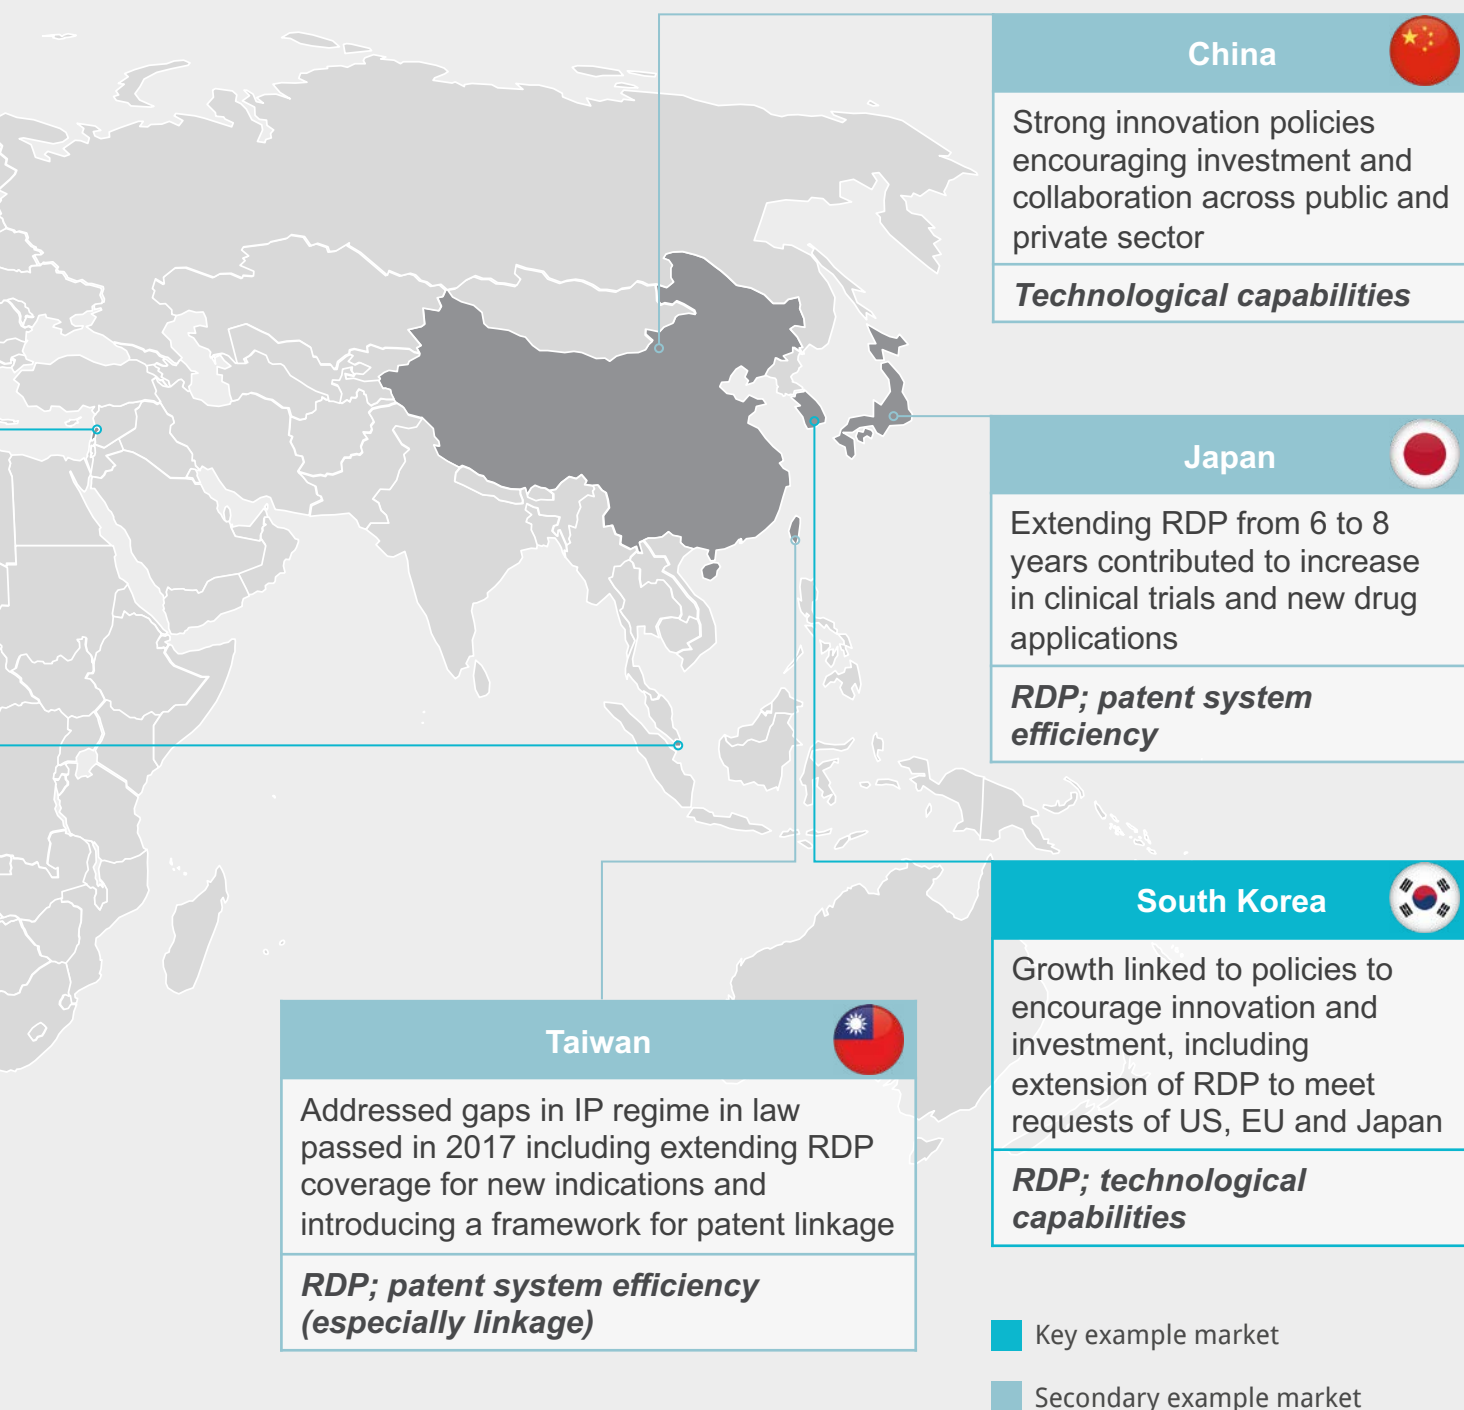 China
Strong innovation policies
encouraging investment and
collaboration across public and
private sector
Technological capabilities
Japan
Extending RDP from 6 to 8
years contributed to increase
in clinical trials and new drug
applications
RDP; patent system
efficiency
South Korea
Growth linked to policies to
encourage innovation and
investment, including
extension of RDP to meet
requests of US, EU and Japan
RDP; technological
capabilities
Taiwan
Addressed gaps in IP regime in law
passed in 2017 including extending RDP
coverage for new indications and
introducing a framework for patent linkage
RDP; patent system efficiency
(especially linkage)
Key example market
Secondary example market